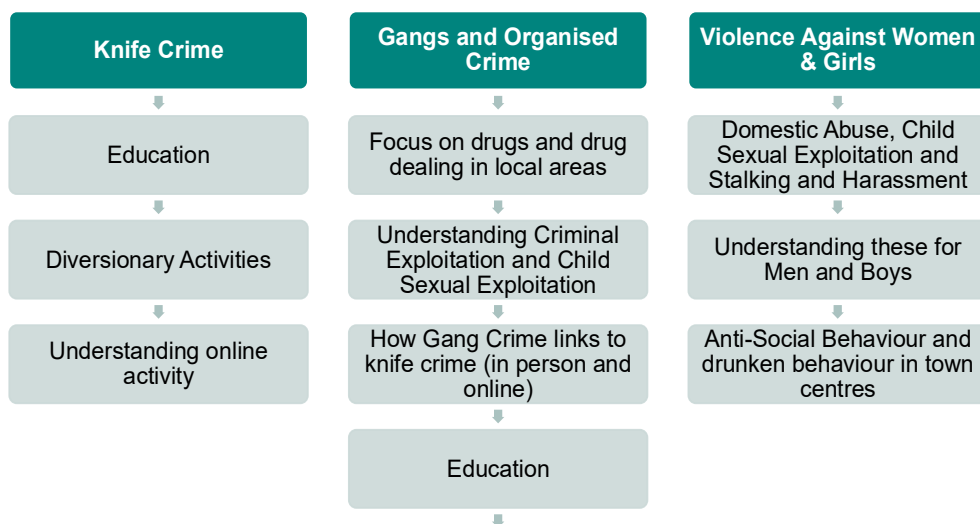 Knife Crime
Education
Diversionary Activities
Understanding online
activity
Gangs and Organised
Crime
Focus on drugs and drug
dealing in local areas
Understanding Criminal
Exploitation and Child
Sexual Exploitation
How Gang Crime links to
knife crime (in person and
online)
Education
Violence Against Women
& Girls
Domestic Abuse, Child
Sexual Exploitation and
Stalking and Harassment
Understanding these for
Men and Boys
Anti-Social Behaviour and
drunken behaviour in town
centres